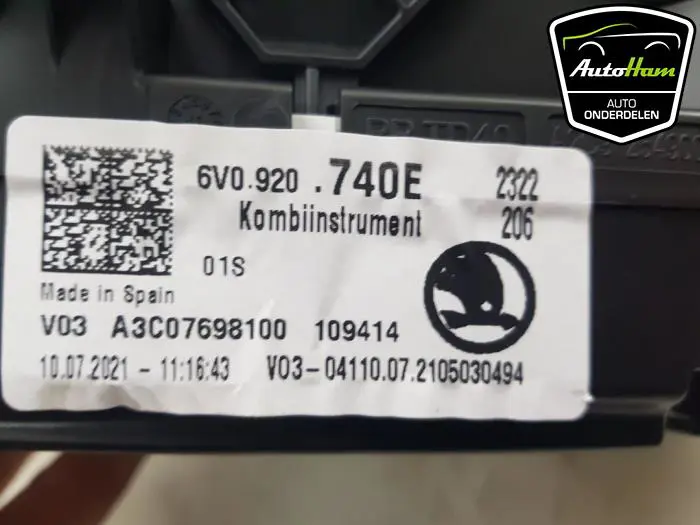 AutoHam
AUTO
ONDERDELEN
6V0.920 .740E 2322
Kombiinstrument 206
01S
Made in Spain
V03 A3C07698100 109414
10.07.2021 - 11:16:43 V03-04110.07.2105030494